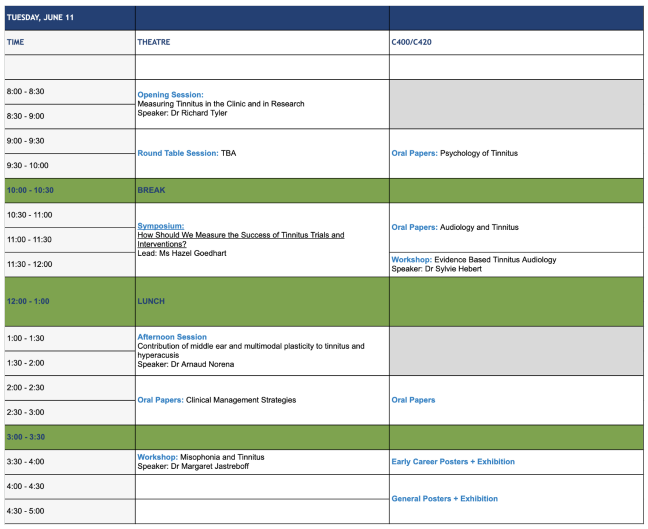 TUESDAY, JUNE 11
TIME THEATRE C400/C420
8:00 - 8:30
Opening Session:
Measuring Tinnitus in the Clinic and in Research
Speaker: Dr Richard Tyler
8:30 - 9:00
9:00 - 9:30
Round Table Session: TBA
Oral Papers: Psychology of Tinnitus
9:30 - 10:00
10:00 - 10:30 BREAK
10:30 - 11:00
Symposium:
How Should We Measure the Success of Tinnitus Trials and
Interventions?
Lead: Ms Hazel Goedhart
Oral Papers: Audiology and Tinnitus
11:00 - 11:30
11:30 - 12:00
Workshop: Evidence Based Tinnitus Audiology
Speaker: Dr Sylvie Hebert
12:00 - 1:00 LUNCH
1:00 - 1:30
Afternoon Session
Contribution of middle ear and multimodal plasticity to tinnitus and
hyperacusis
Speaker: Dr Arnaud Norena
1:30 - 2:00
2:00 - 2:30
Oral Papers: Clinical Management Strategies
Oral Papers
2:30 - 3:00
3:00 - 3:30
3:30 - 4:00
Workshop: Misophonia and Tinnitus
Speaker: Dr Margaret Jastreboff
Early Career Posters + Exhibition
4:00 - 4:30
General Posters + Exhibition
4:30 - 5:00